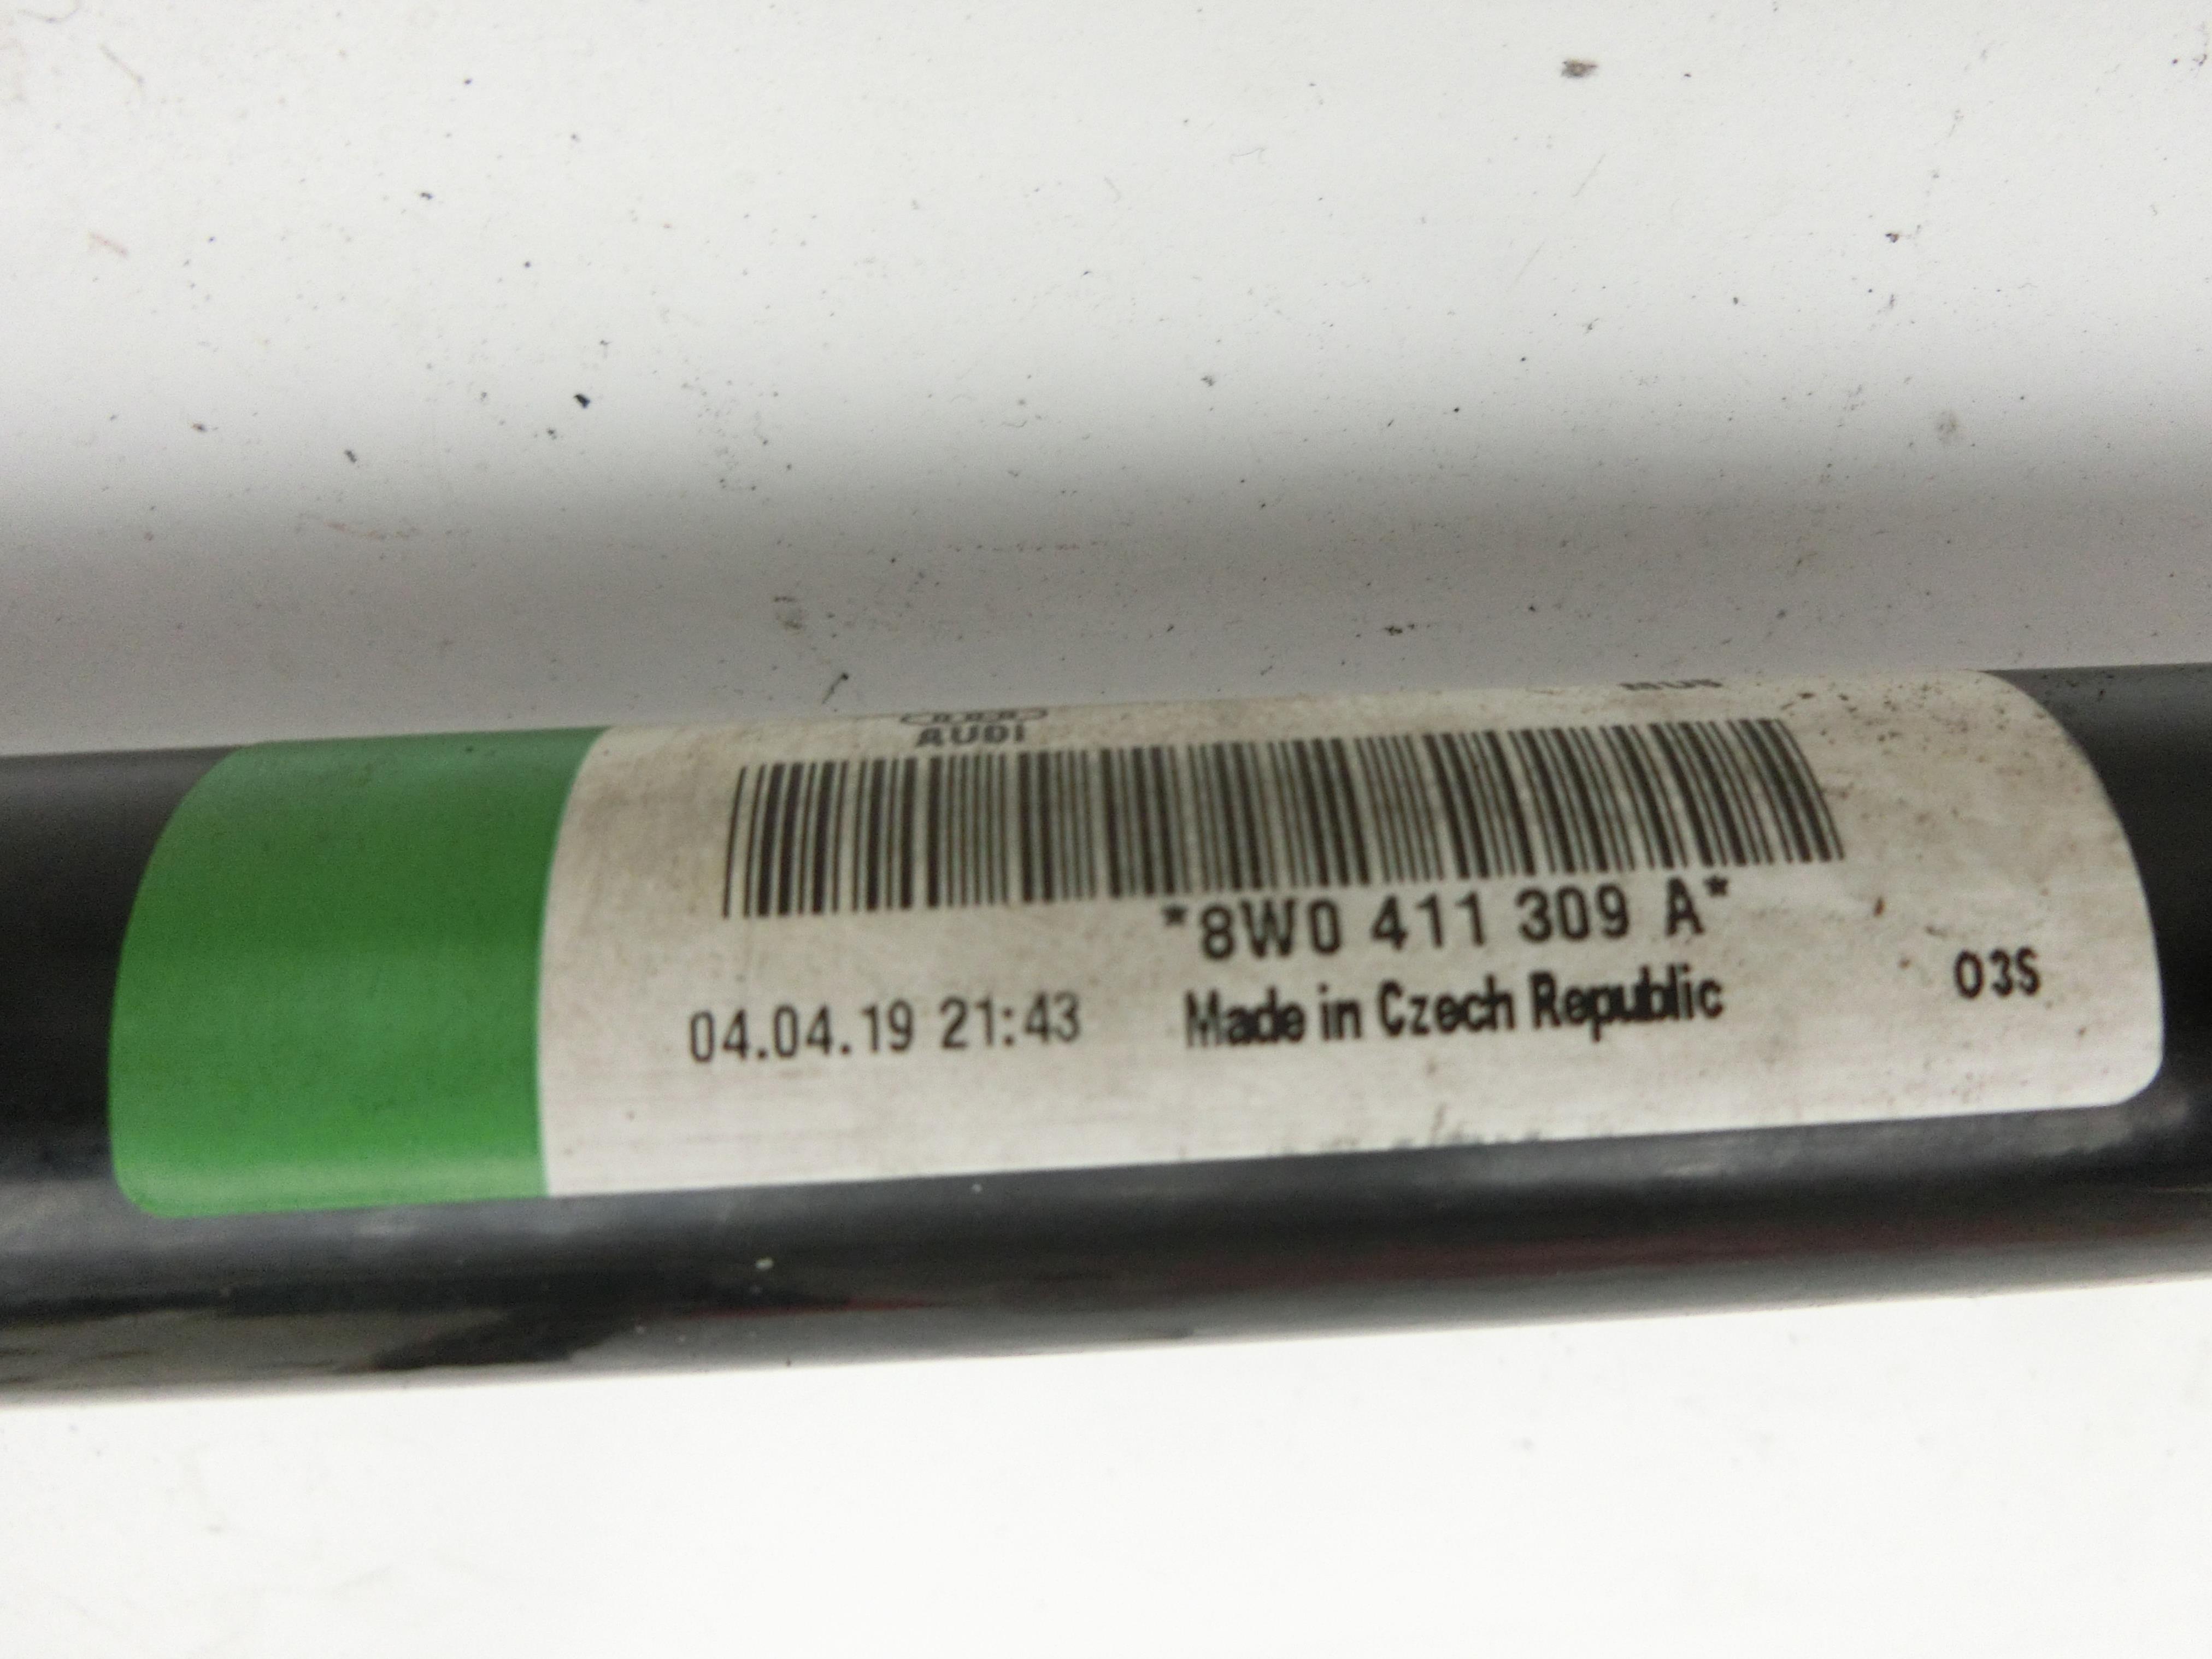 AUDI
*8W0 411 309 A*
04.04.19 21:43 Made in Czech Republic 03S